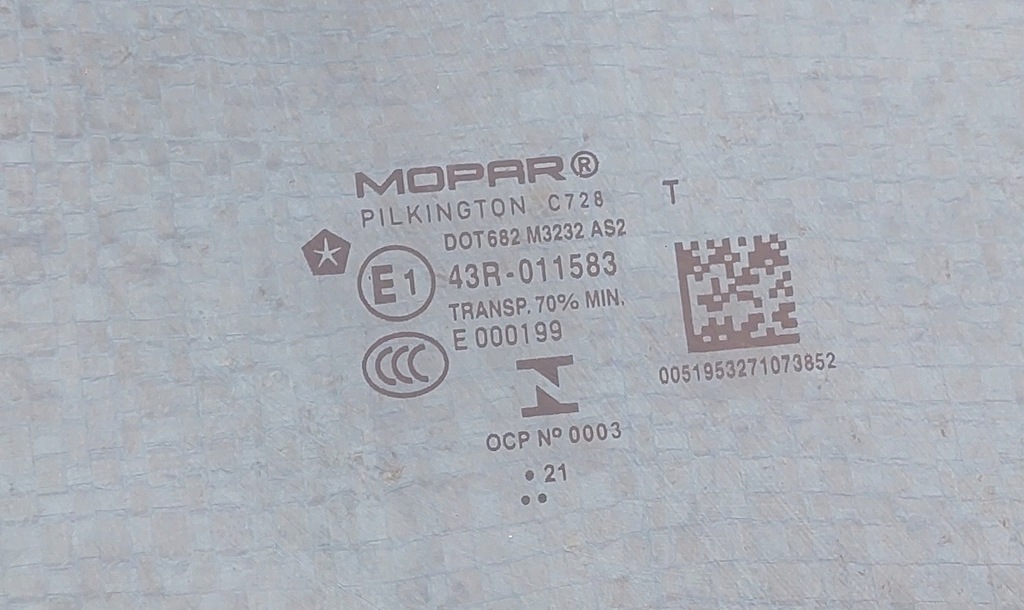 MOPAR®
PILKINGTON C728
T
DOT682 M3232 AS2
E1
43R-011583
TRANSP. 70% MIN.
E 000199
CCC
0051953271073852
OCP Nº 0003
• 21
••